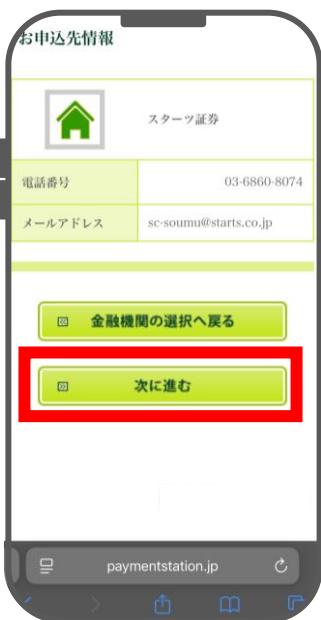 お申込先情報
スターツ証券
電話番号 03-6860-8074
メールアドレス sc-soumu@starts.co.jp
金融機関の選択へ戻る
次に進む
paymentstation.jp